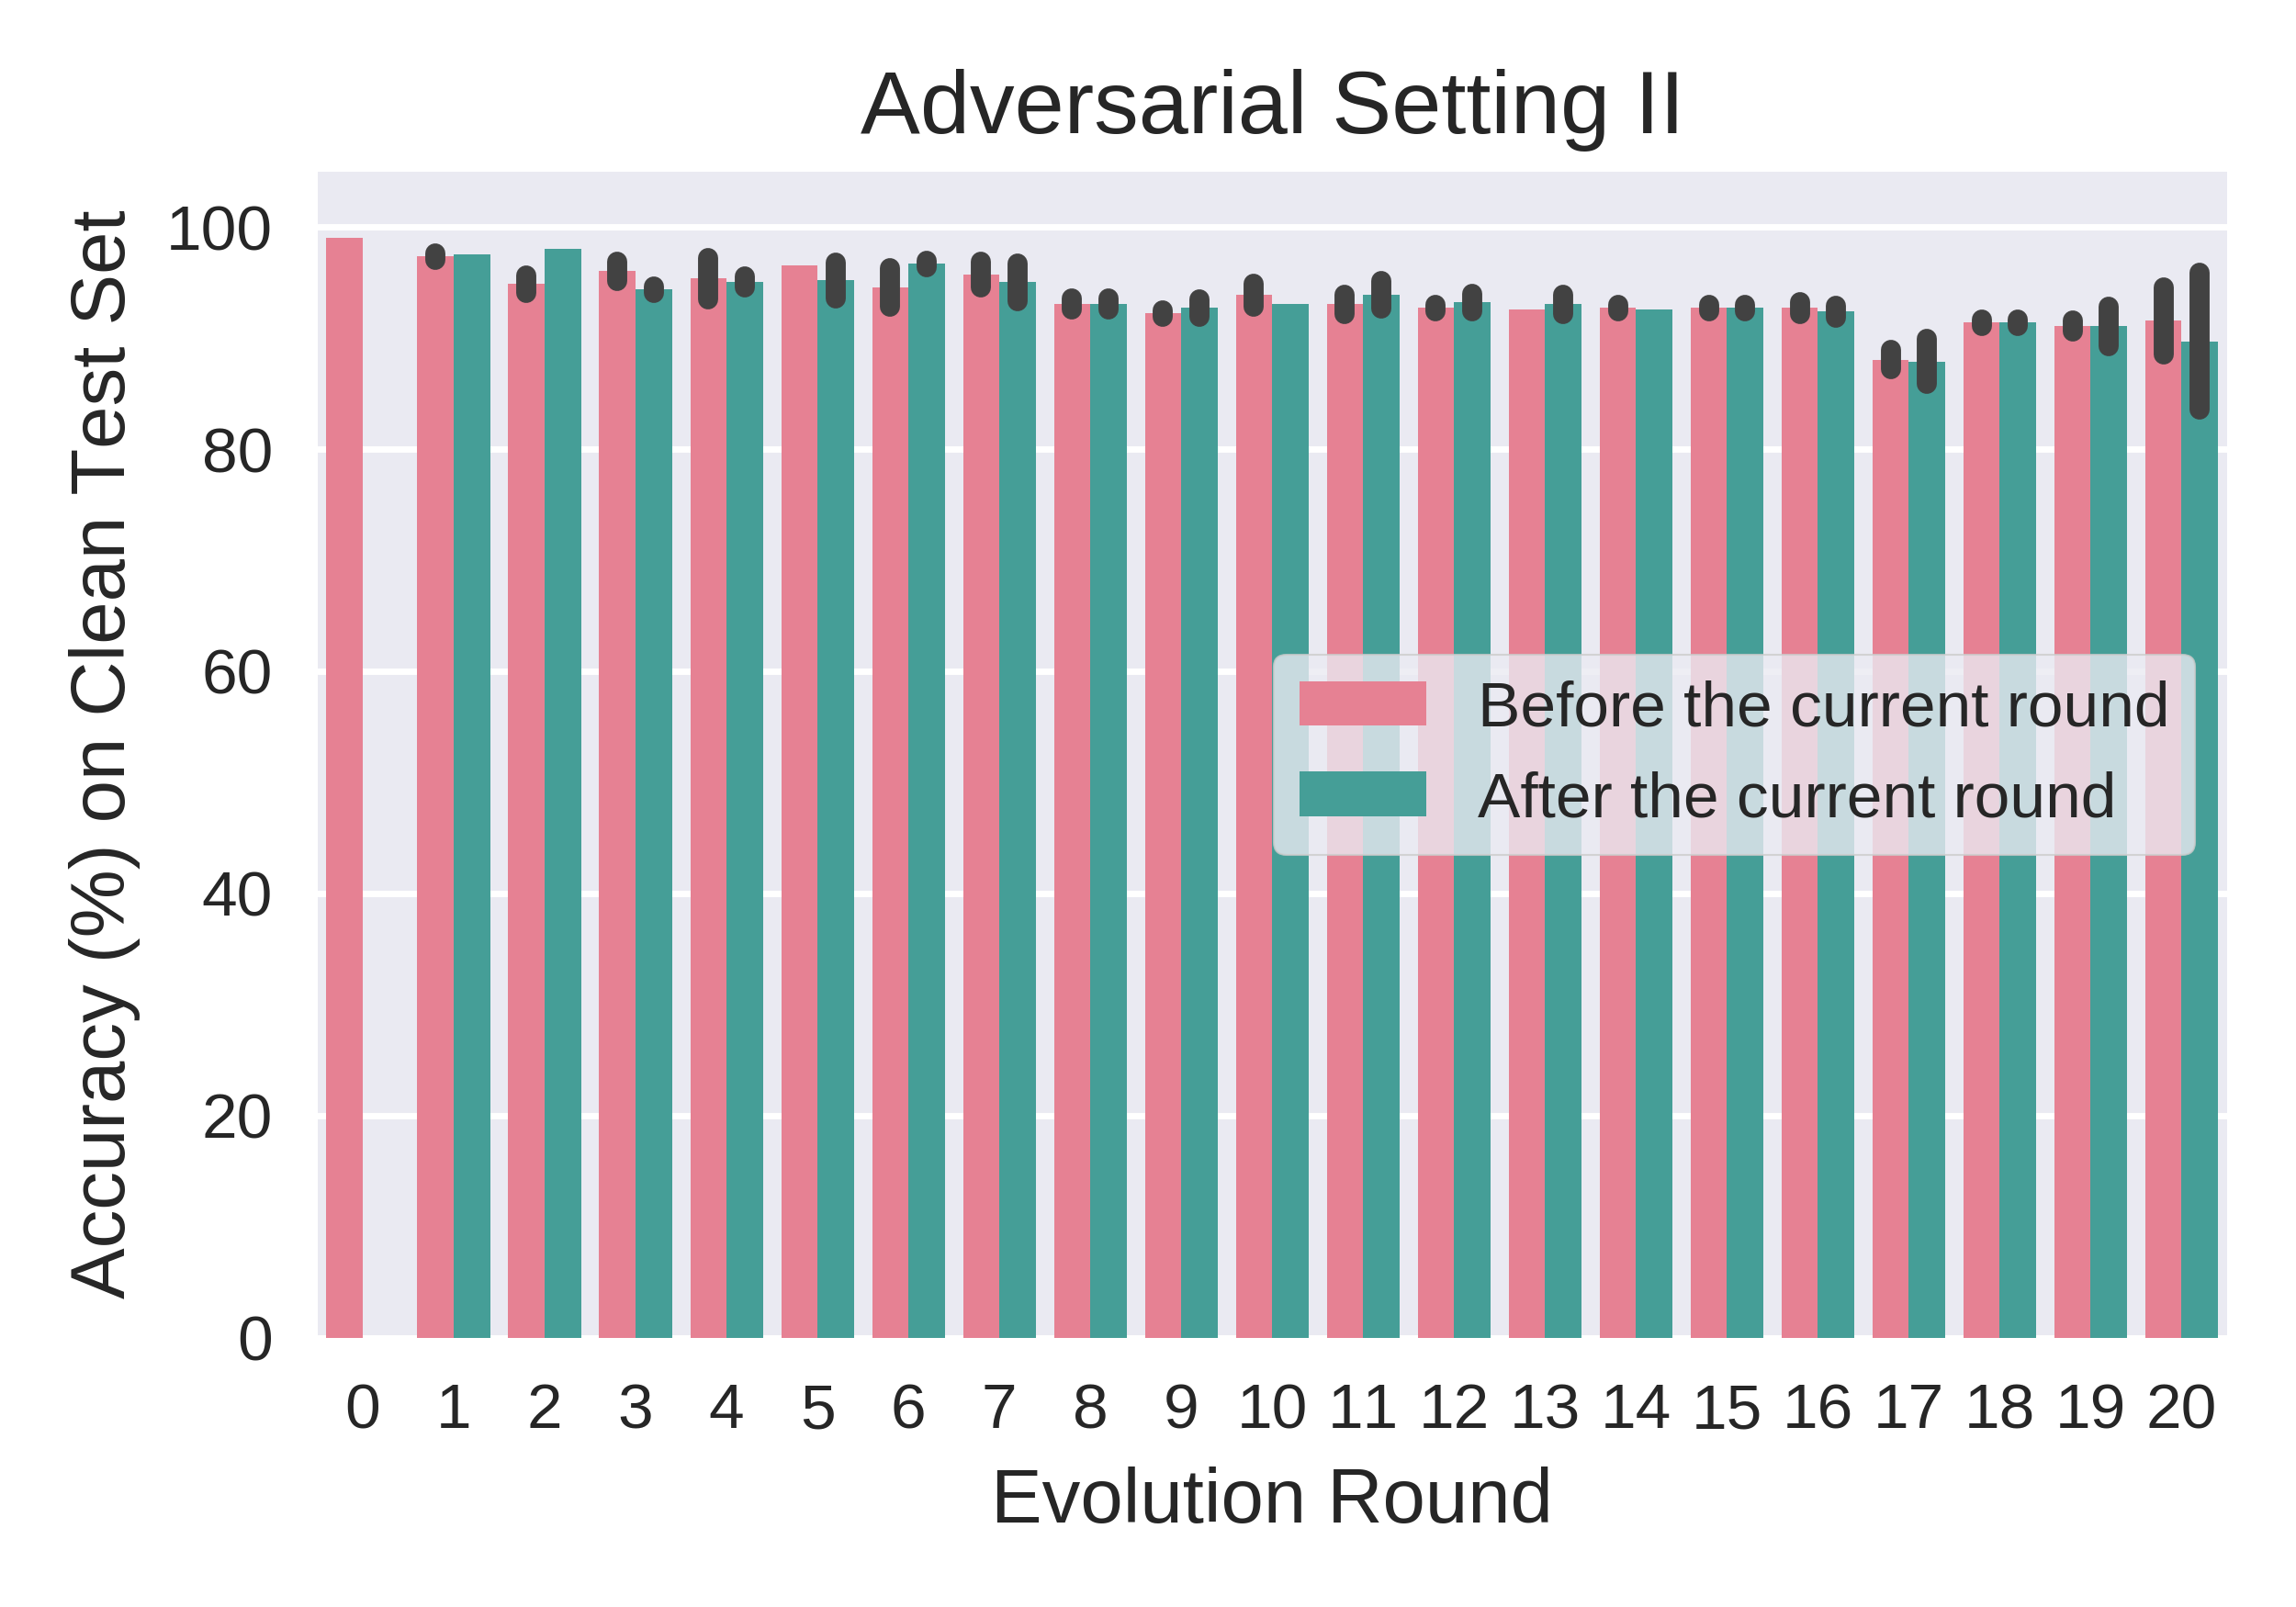 Adversarial Setting II
Accuracy (%) on Clean Test Set
100
80
60
40
20
0
Before the current round
After the current round
0 1 2 3 4 5 6 7 8 9 10 11 12 13 14 15 16 17 18 19 20
Evolution Round